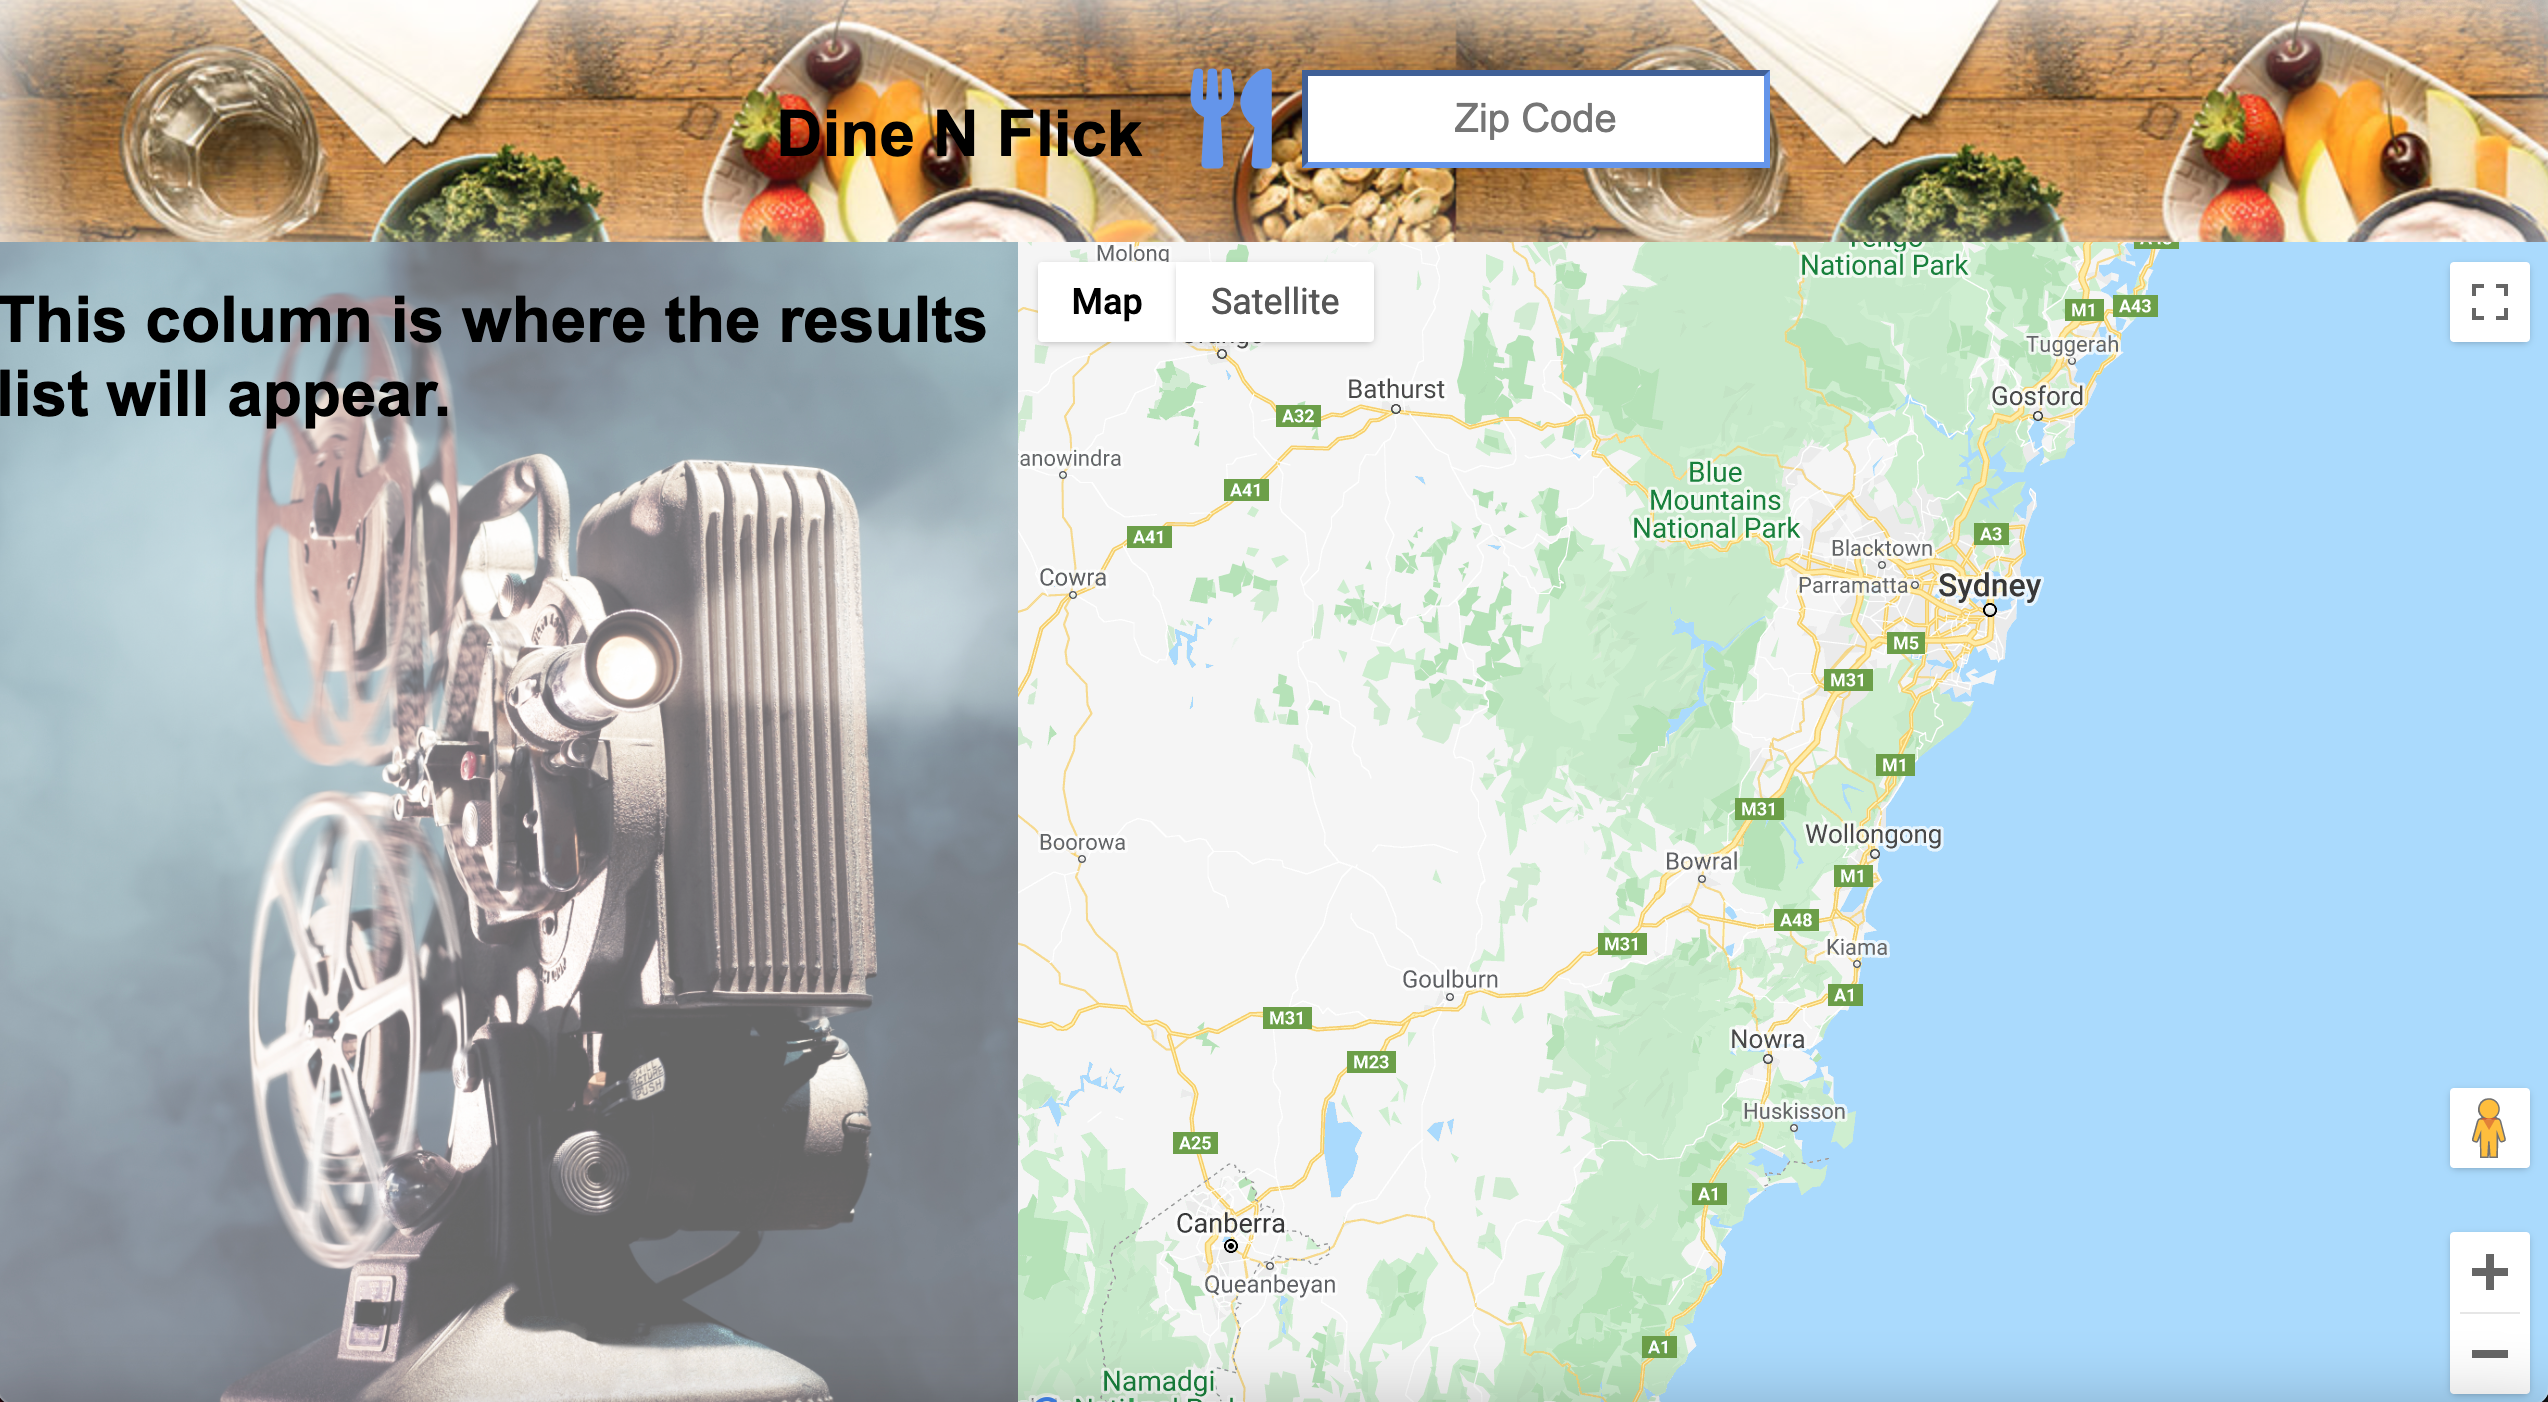 Dine N Flick
Zip Code
This column is where the results
list will appear.
Map
Satellite
Molong
National Park
M1
A43
Tuggerah
Gosford
Bathurst
A32
anowindra
A41
A41
Blue
Mountains
National Park
A3
Blacktown
Parramatta
Sydney
Cowra
M5
M31
M1
M31
Wollongong
Boorowa
Bowral
M1
A48
M31
Kiama
Goulburn
A1
M31
Nowra
M23
Huskisson
A25
A1
Canberra
Queanbeyan
A1
Namadgi